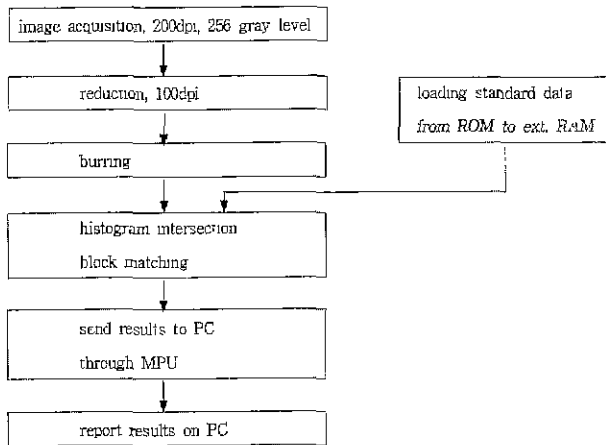 image acquisition, 200dpi, 256 gray level
reduction, 100dpi
loading standard data
from ROM to ext. RAM
burring
histogram intersection
block matching
send results to PC
through MPU
report results on PC